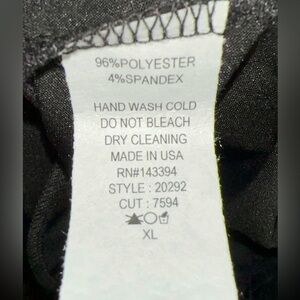 96%POLYESTER
4%SPANDEX
HAND WASH COLD
DO NOT BLEACH
DRY CLEANING
MADE IN USA
RN#143394
STYLE : 20292
CUT : 7594
XL